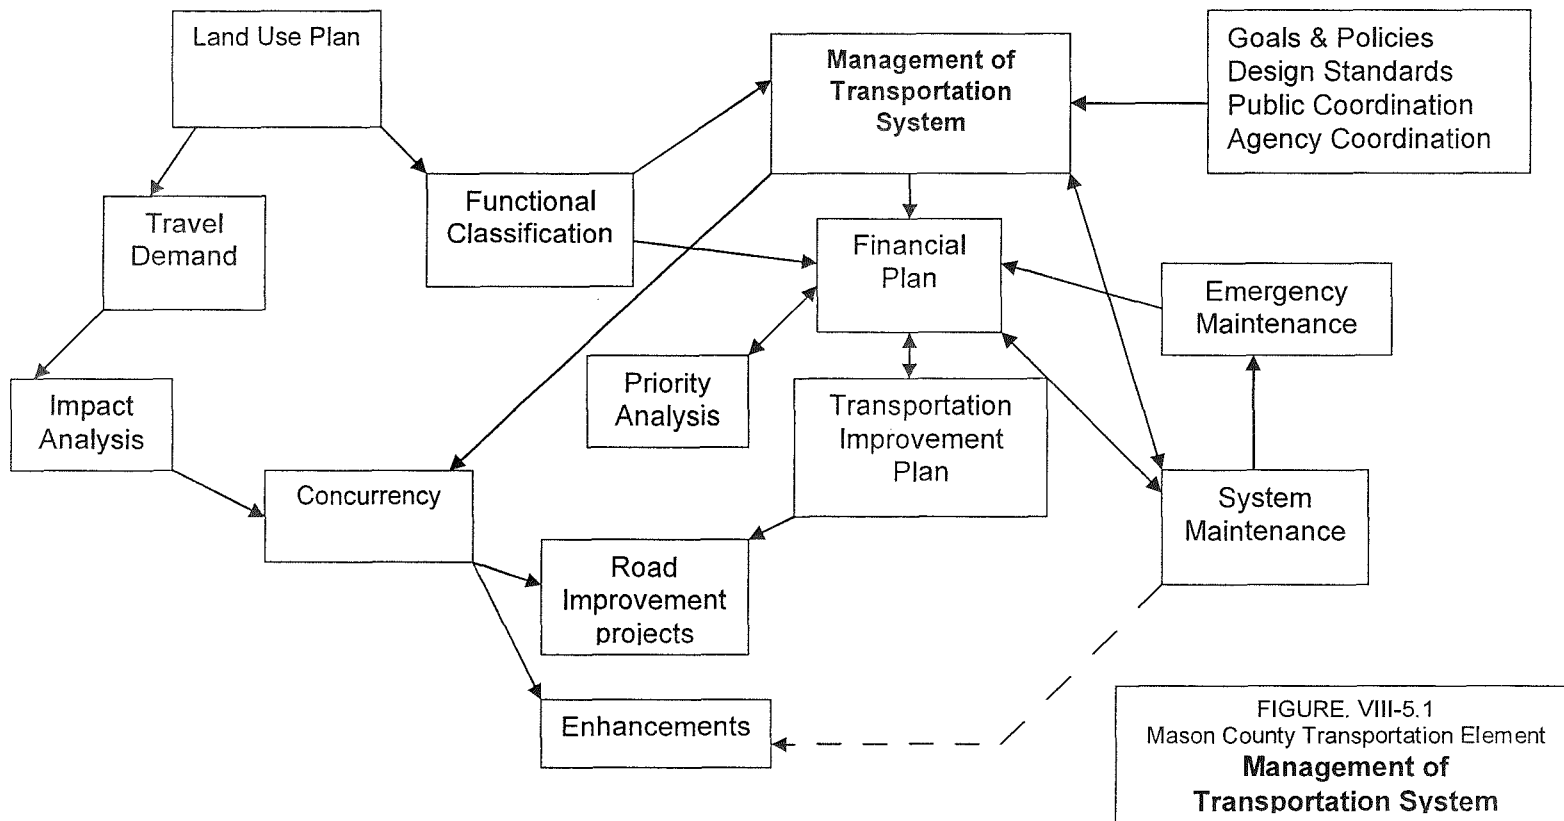 Land Use Plan
Management of
Transportation
System
Goals & Policies
Design Standards
Public Coordination
Agency Coordination
Travel
Demand
Functional
Classification
Financial
Plan
Emergency
Maintenance
Impact
Analysis
Priority
Analysis
Transportation
Improvement
Plan
Concurrency
System
Maintenance
Road
Improvement
projects
Enhancements
FIGURE. VIII-5.1
Mason County Transportation Element
Management of
Transportation System